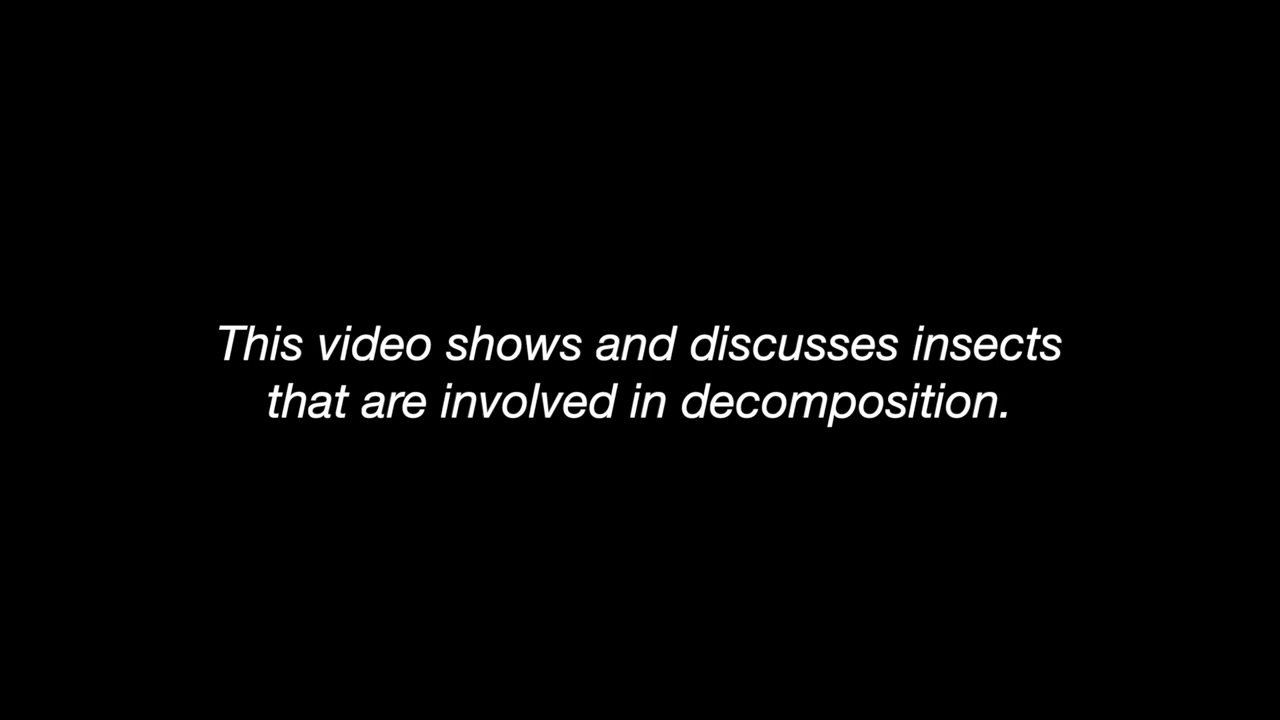 This video shows and discusses insects
that are involved in decomposition.